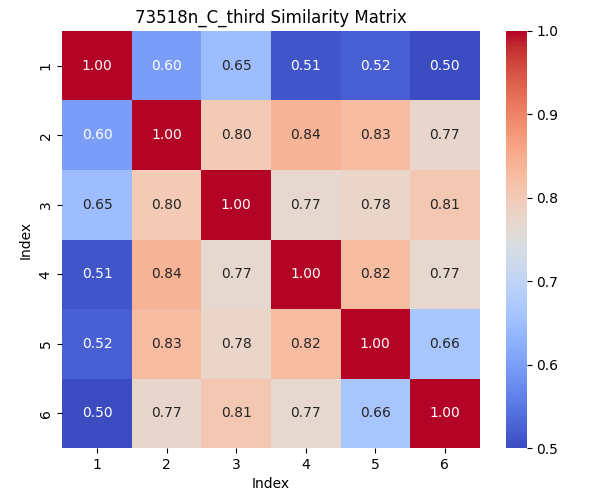 73518n_C_third Similarity Matrix
1 1.00 0.60 0.65 0.51 0.52 0.50
2 0.60 1.00 0.80 0.84 0.83 0.77
3 0.65 0.80 1.00 0.77 0.78 0.81
4 0.51 0.84 0.77 1.00 0.82 0.77
5 0.52 0.83 0.78 0.82 1.00 0.66
6 0.50 0.77 0.81 0.77 0.66 1.00
1 2 3 4 5 6
Index
Index
1.0
0.9
0.8
0.7
0.6
0.5